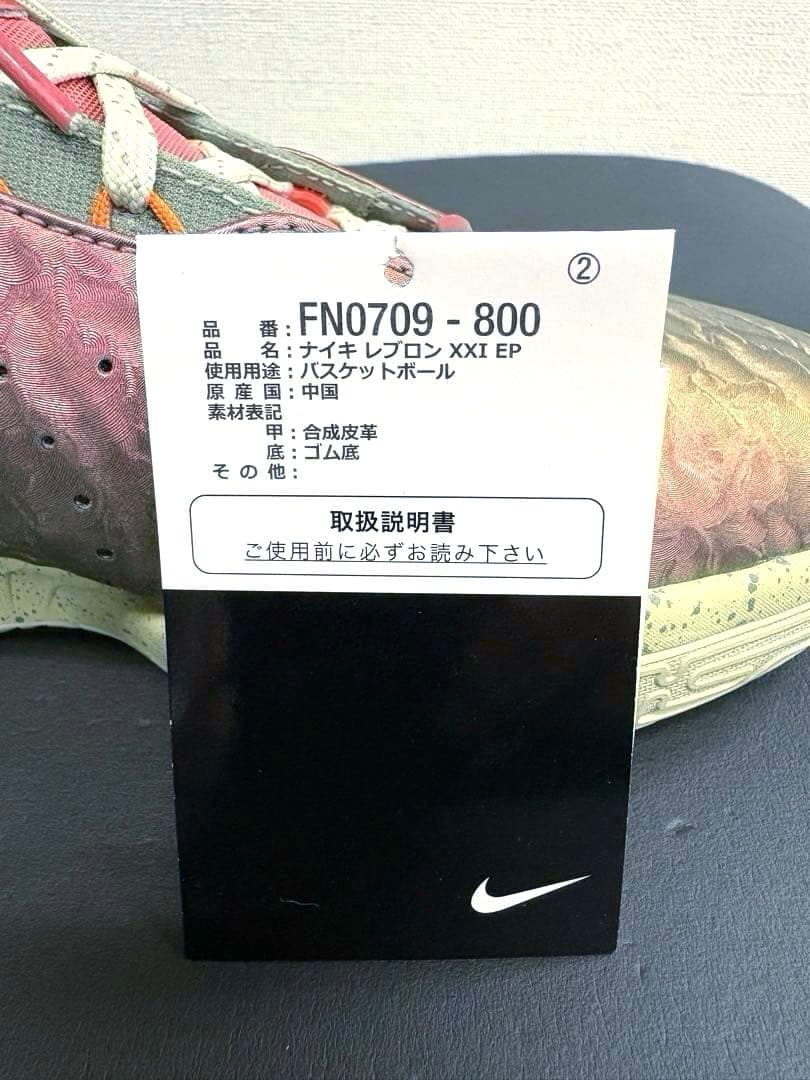 ②
品 番：FN0709 - 800
品 名：ナイキ レブロン XXI EP
使用用途：バスケットボール
原 産 国：中国
素材表記
甲：合成皮革
底：ゴム底
そ の 他：
取扱説明書
ご使用前に必ずお読み下さい